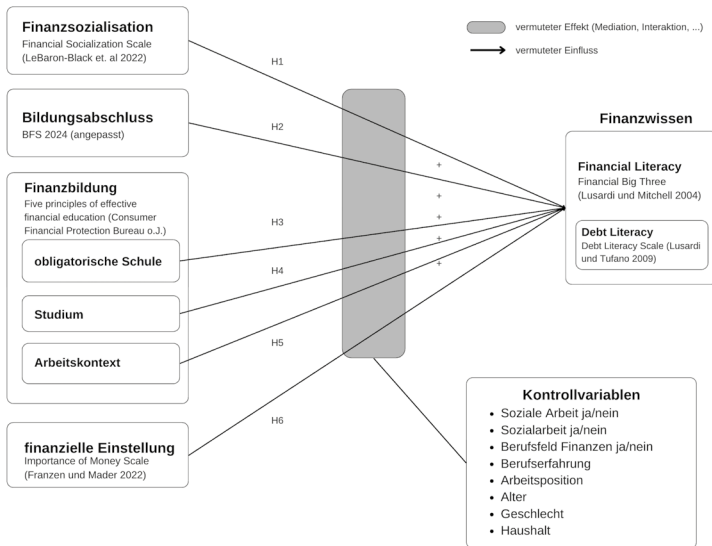 Finanzsozialisation
Financial Socialization Scale
(LeBaron-Black et. al 2022)
Bildungsabschluss
BFS 2024 (angepasst)
Finanzbildung
Five principles of effective
financial education (Consumer
Financial Protection Bureau o.J.)
obligatorische Schule
Studium
Arbeitskontext
finanzielle Einstellung
Importance of Money Scale
(Franzen und Mader 2022)
H1
H2
H3
H4
H5
H6
+
+
+
+
+
vermuteter Effekt (Mediation, Interaktion, ...)
vermuteter Einfluss
Finanzwissen
Financial Literacy
Financial Big Three
(Lusardi und Mitchell 2004)
Debt Literacy
Debt Literacy Scale (Lusardi
und Tufano 2009)
Kontrollvariablen
• Soziale Arbeit ja/nein
• Sozialarbeit ja/nein
• Berufsfeld Finanzen ja/nein
• Berufserfahrung
• Arbeitsposition
• Alter
• Geschlecht
• Haushalt